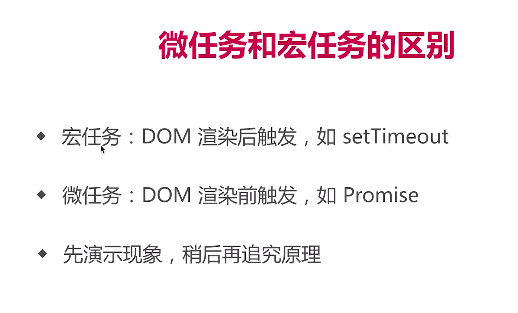 微任务和宏任务的区别
宏任务：DOM 渲染后触发，如 setTimeout
微任务：DOM 渲染前触发，如 Promise
先演示现象，稍后再追究原理